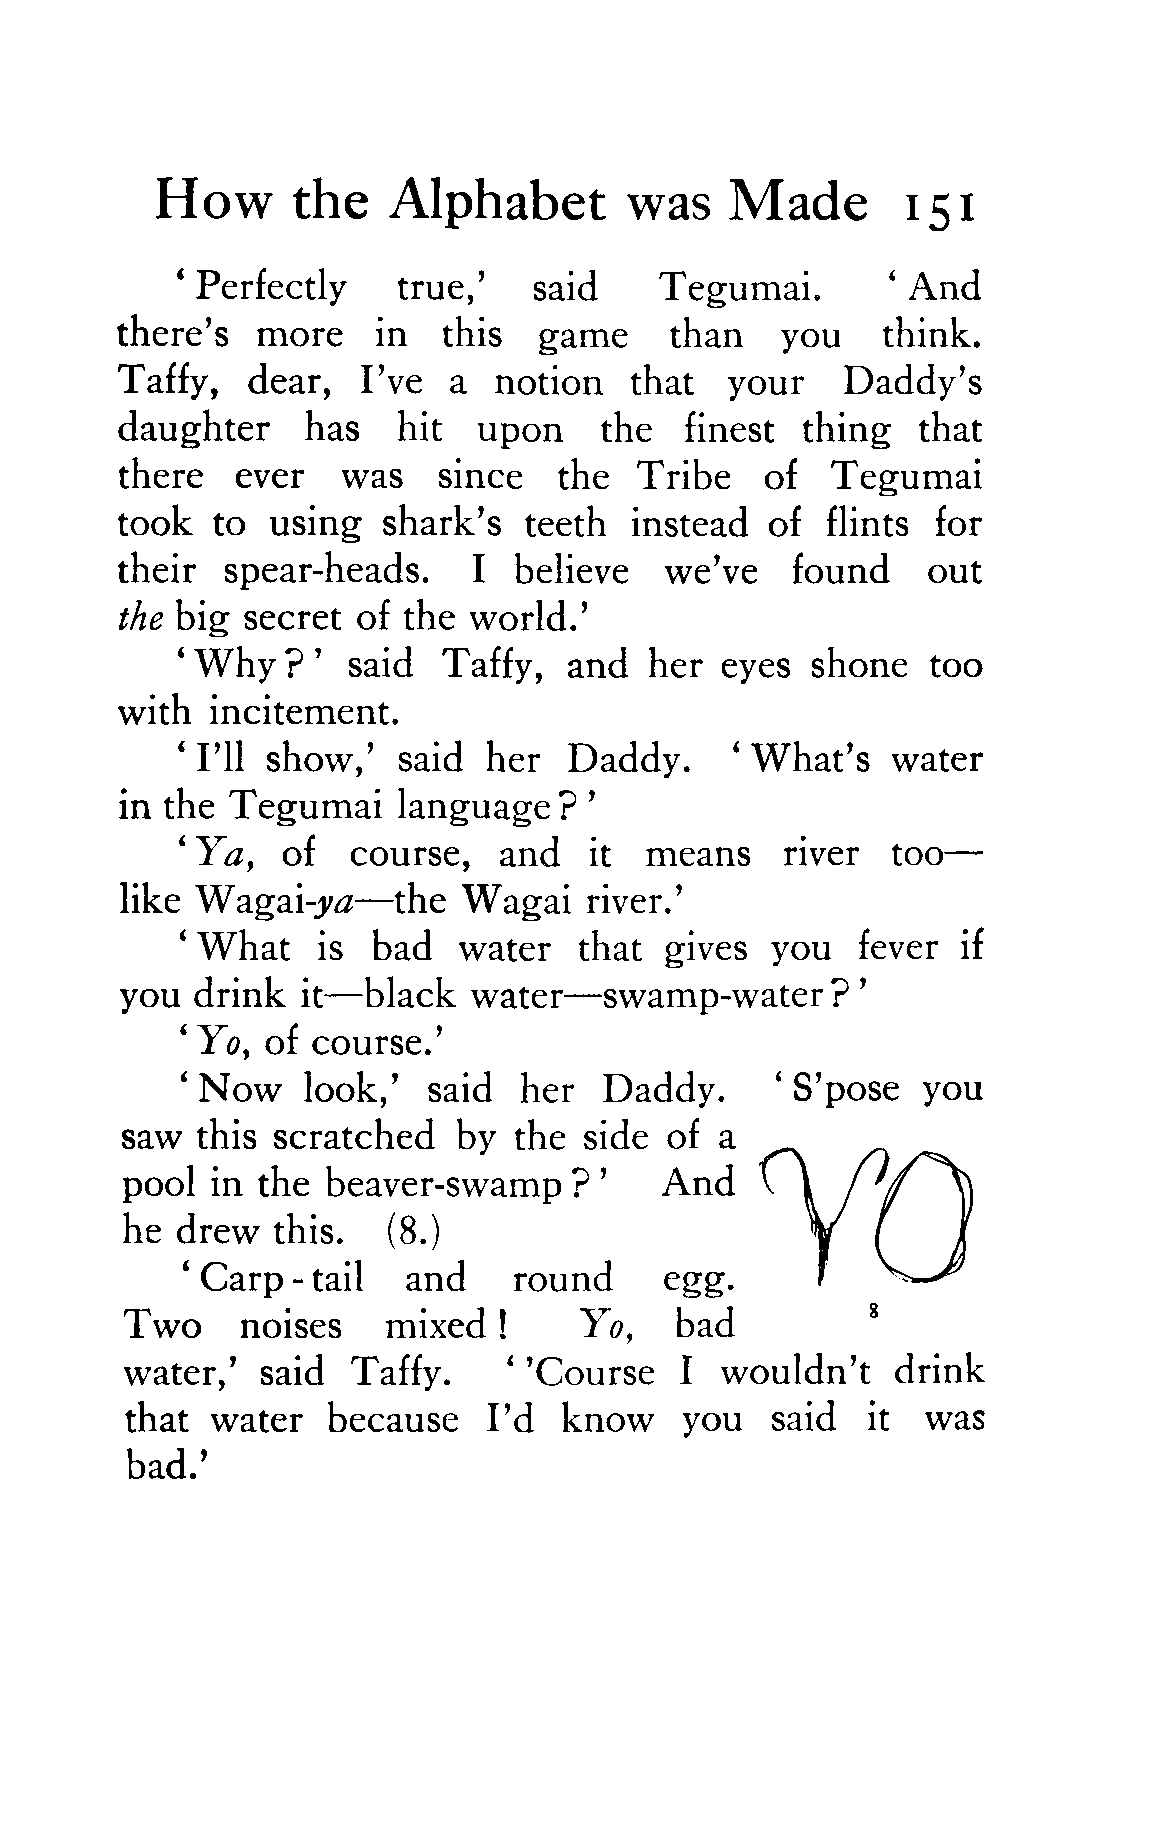 How the Alphabet was Made 151
‘Perfectly true,’ said Tegumai. ‘And
there’s more in this game than you think.
Taffy, dear, I’ve a notion that your Daddy’s
daughter has hit upon the finest thing that
there ever was since the Tribe of Tegumai
took to using shark’s teeth instead of flints for
their spear-heads. I believe we’ve found out
the big secret of the world.’
‘Why?’ said Taffy, and her eyes shone too
with incitement.
‘I’ll show,’ said her Daddy. ‘What’s water
in the Tegumai language?’
‘Ya, of course, and it means river too—
like Wagai-ya—the Wagai river.’
‘What is bad water that gives you fever if
you drink it—black water—swamp-water?’
‘Yo, of course.’
‘Now look,’ said her Daddy. ‘S’pose you
saw this scratched by the side of a
pool in the beaver-swamp?’ And
he drew this. (8.)
YO
8
‘Carp-tail and round egg.
Two noises mixed! Yo, bad
water,’ said Taffy. ‘’Course I wouldn’t drink
that water because I’d know you said it was
bad.’